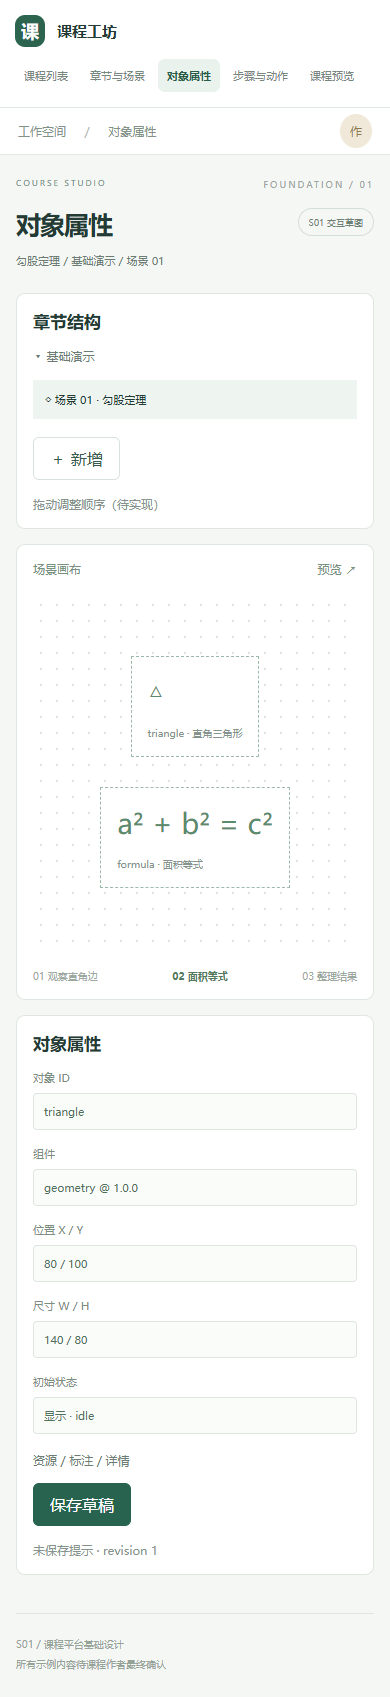 课 课程工坊
课程列表 章节与场景 对象属性 步骤与动作 课程预览
工作空间 / 对象属性 作
COURSE STUDIO FOUNDATION / 01
对象属性 S01 交互草图
勾股定理 / 基础演示 / 场景 01
章节结构
基础演示
场景 01 · 勾股定理
+ 新增
拖动调整顺序（待实现）
场景画布 预览 ↗
△
triangle · 直角三角形
a² + b² = c²
formula · 面积等式
01 观察直角边 02 面积等式 03 整理结果
对象属性
对象 ID
triangle
组件
geometry @ 1.0.0
位置 X / Y
80 / 100
尺寸 W / H
140 / 80
初始状态
显示 · idle
资源 / 标注 / 详情
保存草稿
未保存提示 · revision 1
S01 / 课程平台基础设计
所有示例内容待课程作者最终确认